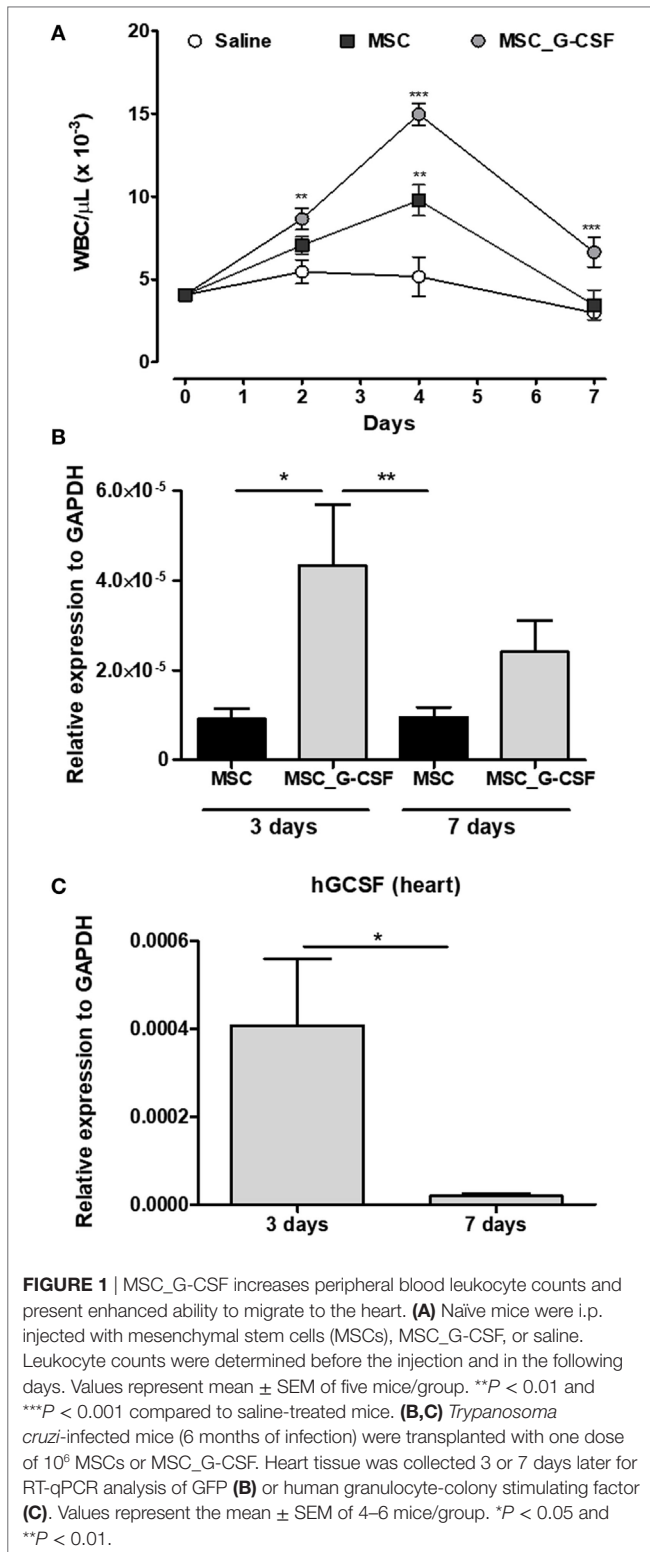 A
Saline MSC MSC_G-CSF
WBC/µL (x 10⁻³)
15
10
5
0
***
**
**
***
0 1 2 3 4 5 6 7
Days
B
Relative expression to GAPDH
6.0×10⁻⁵
4.0×10⁻⁵
2.0×10⁻⁵
0
* **
MSC MSC_G-CSF MSC MSC_G-CSF
3 days 7 days
C
hGCSF (heart)
Relative expression to GAPDH
0.0006
0.0004
0.0002
0.0000
*
3 days 7 days
FIGURE 1 | MSC_G-CSF increases peripheral blood leukocyte counts and
present enhanced ability to migrate to the heart. (A) Naïve mice were i.p.
injected with mesenchymal stem cells (MSCs), MSC_G-CSF, or saline.
Leukocyte counts were determined before the injection and in the following
days. Values represent mean ± SEM of five mice/group. **P < 0.01 and
***P < 0.001 compared to saline-treated mice. (B,C) Trypanosoma
cruzi-infected mice (6 months of infection) were transplanted with one dose
of 10⁶ MSCs or MSC_G-CSF. Heart tissue was collected 3 or 7 days later for
RT-qPCR analysis of GFP (B) or human granulocyte-colony stimulating factor
(C). Values represent the mean ± SEM of 4–6 mice/group. *P < 0.05 and
**P < 0.01.